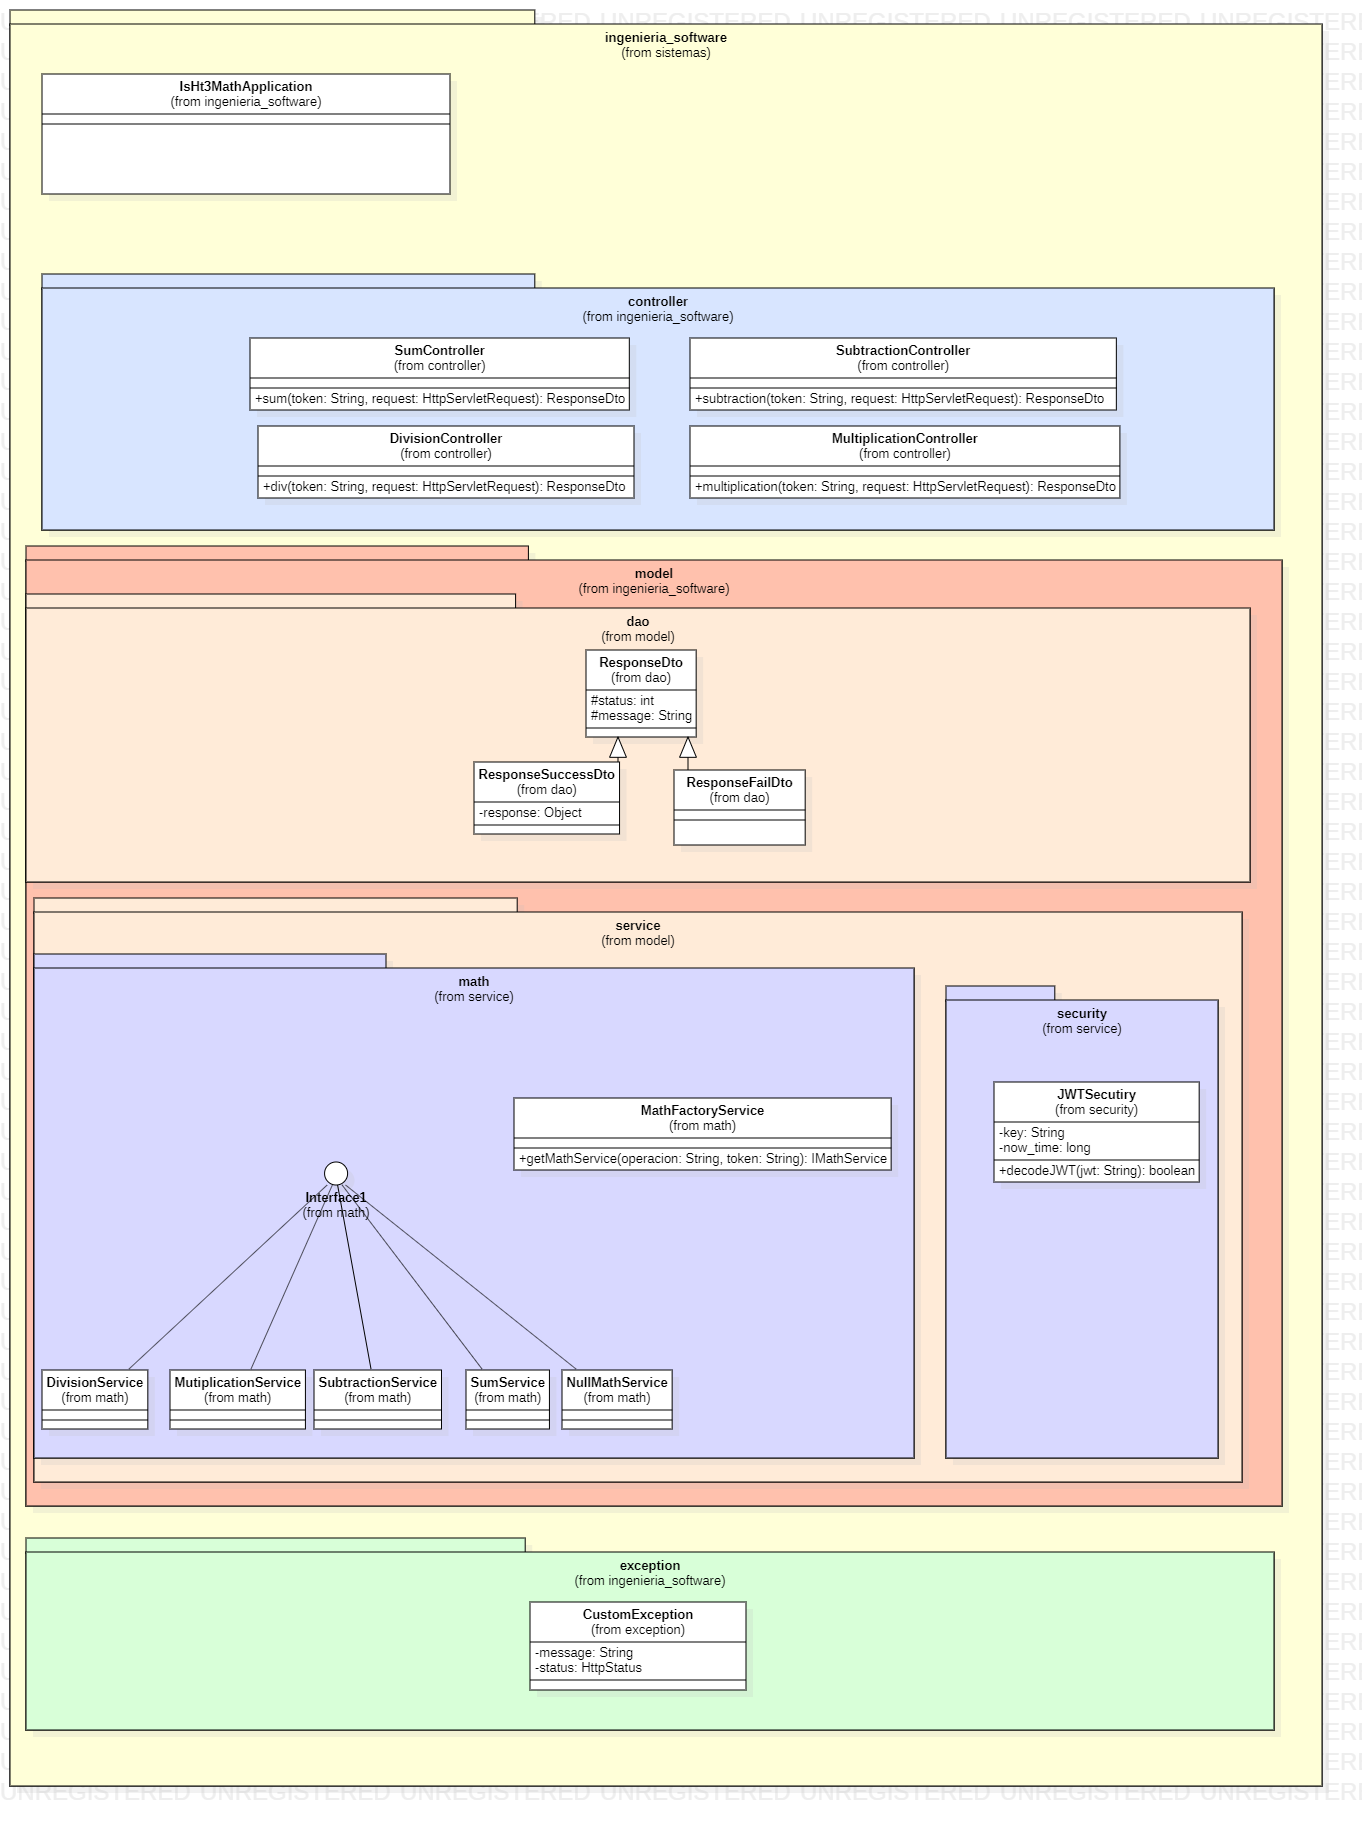 UNREGISTERED UNREGISTERED UNREGISTERED UNREGISTERED
ingenieria_software
(from sistemas)
IsHt3MathApplication
(from ingenieria_software)
controller
(from ingenieria_software)
SumController
(from controller)
+sum(token: String, request: HttpServletRequest): ResponseDto
SubtractionController
(from controller)
+subtraction(token: String, request: HttpServletRequest): ResponseDto
DivisionController
(from controller)
+div(token: String, request: HttpServletRequest): ResponseDto
MultiplicationController
(from controller)
+multiplication(token: String, request: HttpServletRequest): ResponseDto
model
(from ingenieria_software)
dao
(from model)
ResponseDto
(from dao)
#status: int
#message: String
ResponseSuccessDto
(from dao)
-response: Object
ResponseFailDto
(from dao)
service
(from model)
math
(from service)
security
(from service)
MathFactoryService
(from math)
+getMathService(operacion: String, token: String): IMathService
JWTSecutiry
(from security)
-key: String
-now_time: long
+decodeJWT(jwt: String): boolean
Interface1
(from math)
DivisionService
(from math)
MutiplicationService
(from math)
SubtractionService
(from math)
SumService
(from math)
NullMathService
(from math)
exception
(from ingenieria_software)
CustomException
(from exception)
-message: String
-status: HttpStatus
UNREGISTERED UNREGISTERED UNREGISTERED UNREGISTERED UNREGISTERED UNREGISTERED UNREGISTERI